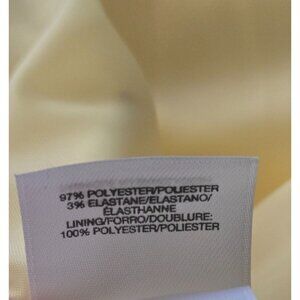 97% POLYESTER/POLIESTER
3% ELASTANE/ELASTANO/
ÉLASTHANNE
LINING/FORRO/DOUBLURE:
100% POLYESTER/POLIESTER